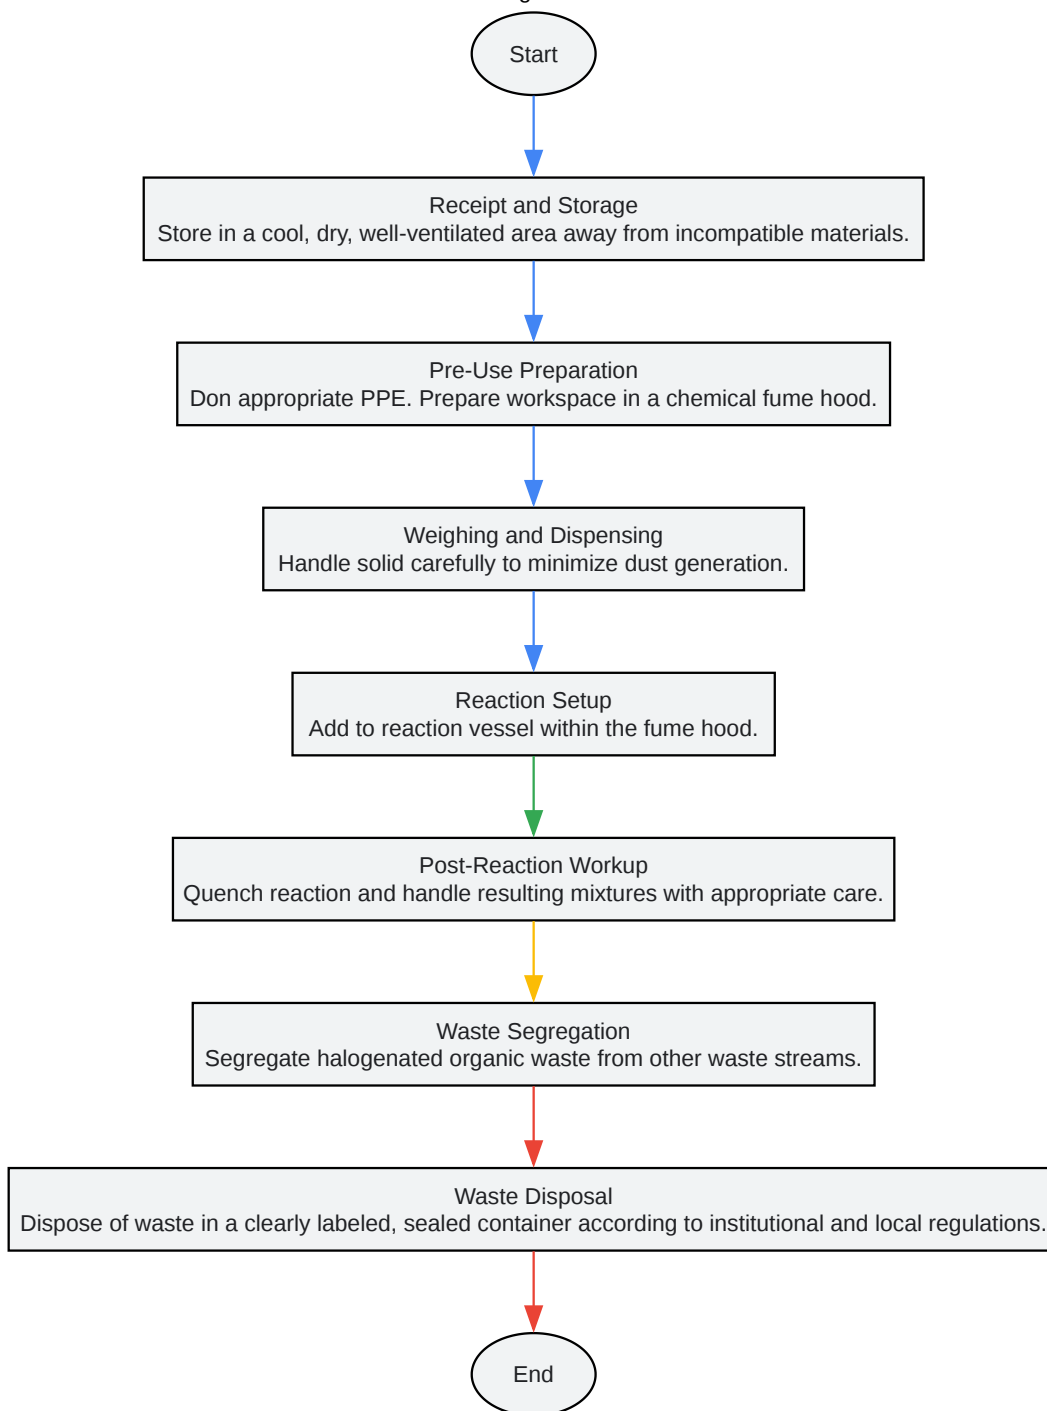 Start
Receipt and Storage
Store in a cool, dry, well-ventilated area away from incompatible materials.
Pre-Use Preparation
Don appropriate PPE. Prepare workspace in a chemical fume hood.
Weighing and Dispensing
Handle solid carefully to minimize dust generation.
Reaction Setup
Add to reaction vessel within the fume hood.
Post-Reaction Workup
Quench reaction and handle resulting mixtures with appropriate care.
Waste Segregation
Segregate halogenated organic waste from other waste streams.
Waste Disposal
Dispose of waste in a clearly labeled, sealed container according to institutional and local regulations.
End